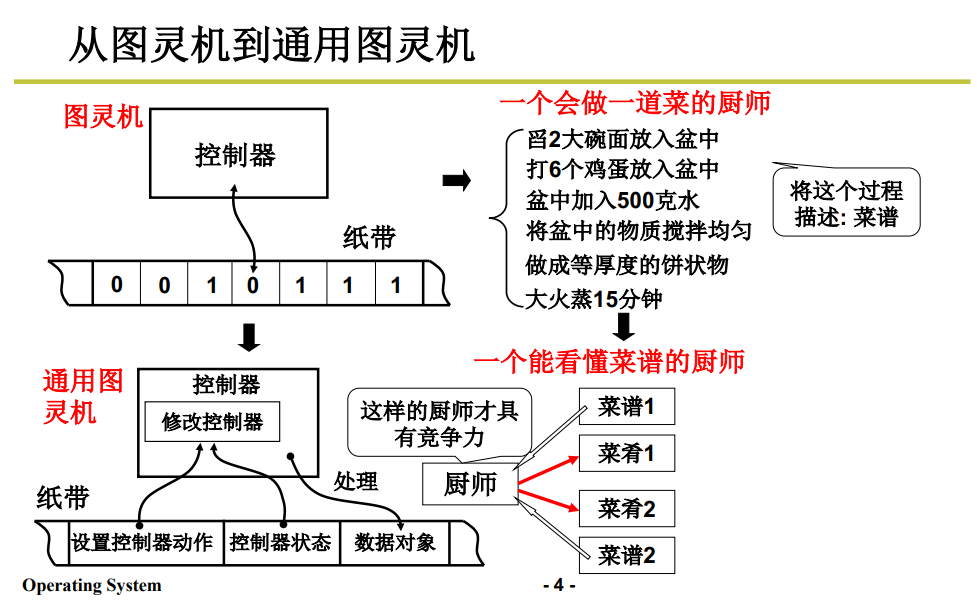 从图灵机到通用图灵机
图灵机
控制器
纸带
0 0 1 0 1 1 1
一个会做一道菜的厨师
舀2大碗面放入盆中
打6个鸡蛋放入盆中
盆中加入500克水
将盆中的物质搅拌均匀
做成等厚度的饼状物
大火蒸15分钟
将这个过程
描述: 菜谱
通用图
灵机
控制器
修改控制器
处理
纸带
设置控制器动作 控制器状态 数据对象
一个能看懂菜谱的厨师
这样的厨师才具
有竞争力
厨师
菜谱1
菜肴1
菜肴2
菜谱2
Operating System
- 4 -